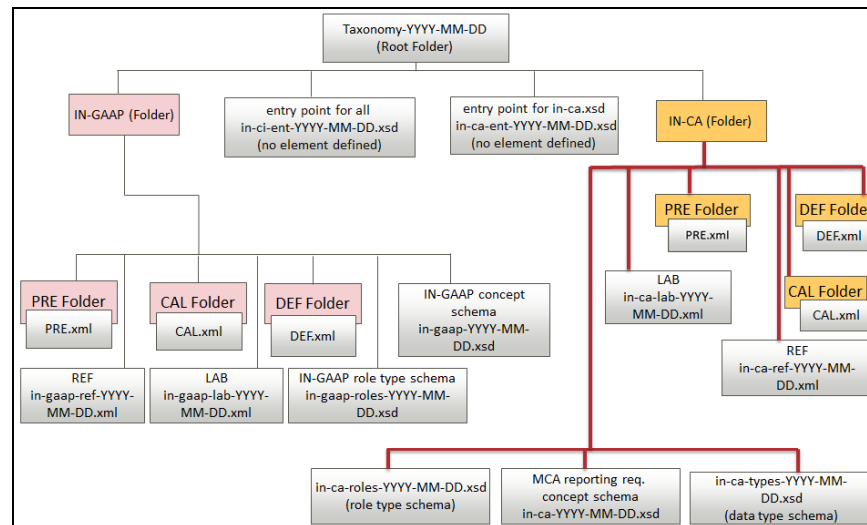 Taxonomy-YYYY-MM-DD
(Root Folder)
IN-GAAP (Folder)
entry point for all
in-ci-ent-YYYY-MM-DD.xsd
(no element defined)
entry point for in-ca.xsd
in-ca-ent-YYYY-MM-DD.xsd
(no element defined)
IN-CA (Folder)
PRE Folder
PRE.xml
DEF Folde
DEF.xml
LAB
in-ca-lab-YYYY-
MM-DD.xml
CAL Folder
CAL.xml
REF
in-ca-ref-YYYY-MM-
DD.xml
PRE Folder
PRE.xml
CAL Folder
CAL.xml
DEF Folder
DEF.xml
IN-GAAP concept
schema
in-gaap-YYYY-MM-
DD.xsd
REF
in-gaap-ref-YYYY-
MM-DD.xml
LAB
in-gaap-lab-YYYY-
MM-DD.xml
IN-GAAP role type schema
in-gaap-roles-YYYY-MM-
DD.xsd
in-ca-roles-YYYY-MM-DD.xsd
(role type schema)
MCA reporting req.
concept schema
in-ca-YYYY-MM-DD.xsd
in-ca-types-YYYY-MM-
DD.xsd
(data type schema)